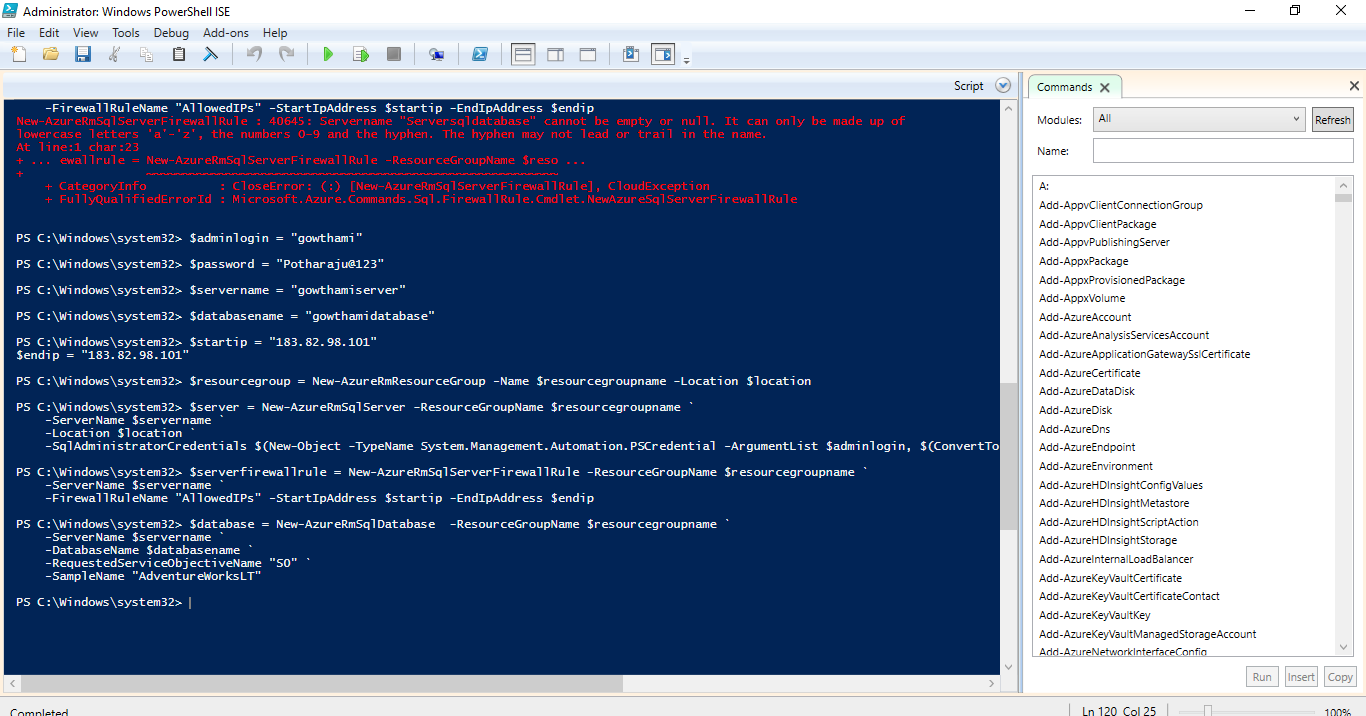 Administrator: Windows PowerShell ISE
File Edit View Tools Debug Add-ons Help
Script
    -FirewallRuleName "AllowedIPs" -StartIpAddress $startip -EndIpAddress $endip
New-AzureRmSqlServerFirewallRule : 40645: Servername "Serversqldatabase" cannot be empty or null. It can only be made up of
lowercase letters 'a'-'z', the numbers 0-9 and the hyphen. The hyphen may not lead or trail in the name.
At line:1 char:23
+ ... ewallrule = New-AzureRmSqlServerFirewallRule -ResourceGroupName $reso ...
+                 ~~~~~~~~~~~~~~~~~~~~~~~~~~~~~~~~~~~~~~~~~~~~~~~~~~~~~~~~~
    + CategoryInfo          : CloseError: (:) [New-AzureRmSqlServerFirewallRule], CloudException
    + FullyQualifiedErrorId : Microsoft.Azure.Commands.Sql.FirewallRule.Cmdlet.NewAzureSqlServerFirewallRule
PS C:\Windows\system32> $adminlogin = "gowthami"
PS C:\Windows\system32> $password = "Potharaju@123"
PS C:\Windows\system32> $servername = "gowthamiserver"
PS C:\Windows\system32> $databasename = "gowthamidatabase"
PS C:\Windows\system32> $startip = "183.82.98.101"
$endip = "183.82.98.101"
PS C:\Windows\system32> $resourcegroup = New-AzureRmResourceGroup -Name $resourcegroupname -Location $location
PS C:\Windows\system32> $server = New-AzureRmSqlServer -ResourceGroupName $resourcegroupname `
    -ServerName $servername `
    -Location $location `
    -SqlAdministratorCredentials $(New-Object -TypeName System.Management.Automation.PSCredential -ArgumentList $adminlogin, $(ConvertTo
PS C:\Windows\system32> $serverfirewallrule = New-AzureRmSqlServerFirewallRule -ResourceGroupName $resourcegroupname `
    -ServerName $servername `
    -FirewallRuleName "AllowedIPs" -StartIpAddress $startip -EndIpAddress $endip
PS C:\Windows\system32> $database = New-AzureRmSqlDatabase  -ResourceGroupName $resourcegroupname `
    -ServerName $servername `
    -DatabaseName $databasename `
    -RequestedServiceObjectiveName "S0" `
    -SampleName "AdventureWorksLT"
PS C:\Windows\system32>
Commands
Modules: All Refresh
Name:
A:
Add-AppvClientConnectionGroup
Add-AppvClientPackage
Add-AppvPublishingServer
Add-AppxPackage
Add-AppxProvisionedPackage
Add-AppxVolume
Add-AzureAccount
Add-AzureAnalysisServicesAccount
Add-AzureApplicationGatewaySslCertificate
Add-AzureCertificate
Add-AzureDataDisk
Add-AzureDisk
Add-AzureDns
Add-AzureEndpoint
Add-AzureEnvironment
Add-AzureHDInsightConfigValues
Add-AzureHDInsightMetastore
Add-AzureHDInsightScriptAction
Add-AzureHDInsightStorage
Add-AzureInternalLoadBalancer
Add-AzureKeyVaultCertificate
Add-AzureKeyVaultCertificateContact
Add-AzureKeyVaultKey
Add-AzureKeyVaultManagedStorageAccount
Add-AzureNetworkInterfaceConfig
Run Insert Copy
Completed
Ln 120 Col 25 100%